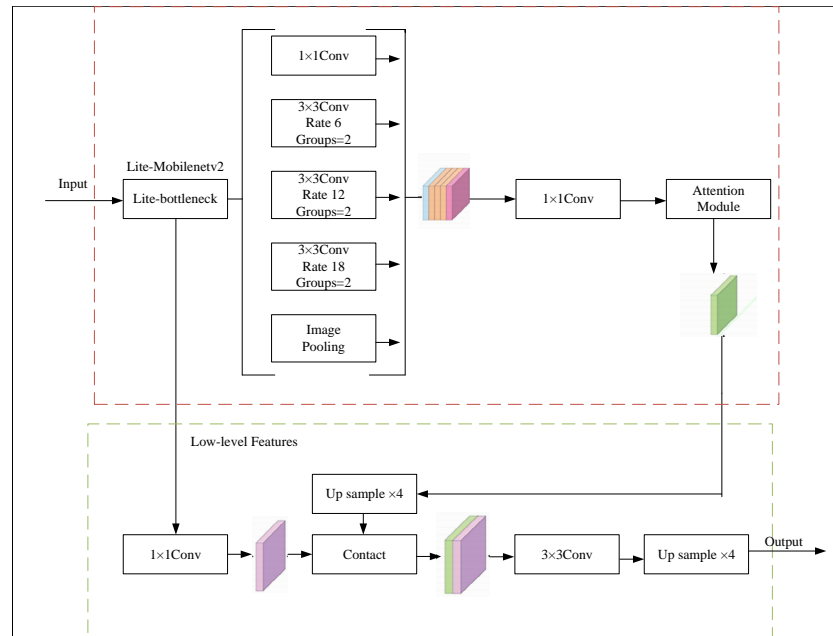 1×1Conv
3×3Conv
Rate 6
Groups=2
Lite-Mobilenetv2
Input
Lite-bottleneck
3×3Conv
Rate 12
Groups=2
1×1Conv
Attention
Module
3×3Conv
Rate 18
Groups=2
Image
Pooling
Low-level Features
Up sample ×4
1×1Conv
Contact
3×3Conv
Up sample ×4
Output